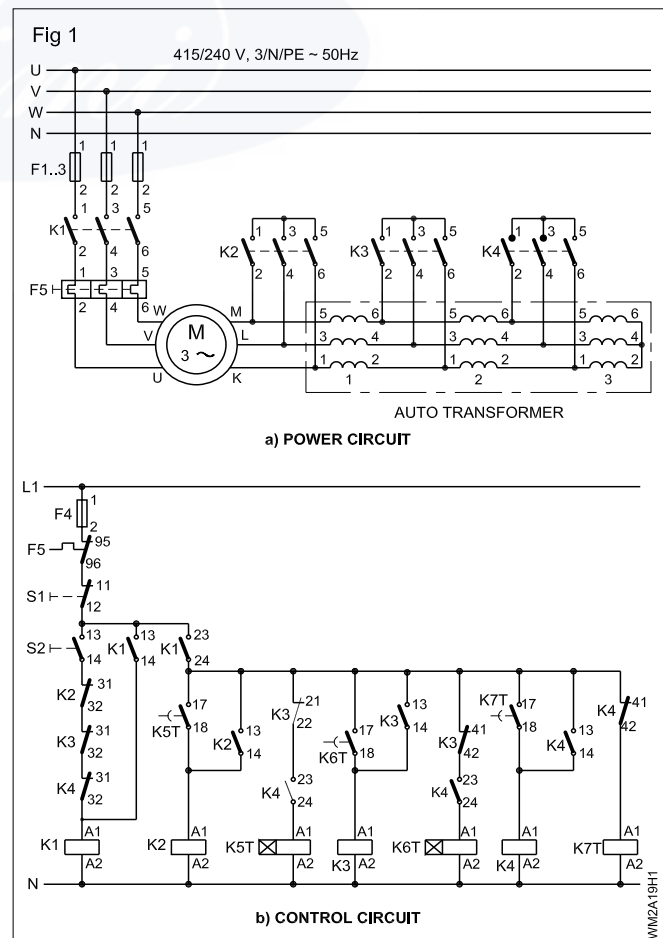 Fig 1
415/240 V, 3/N/PE ~ 50Hz
U
V
W
N
1 1 1
F1..3
2 2 2
1 3 5
K1
2 4 6
1 3 5
F5
2 4 6
1 3 5
K2
2 4 6
1 3 5
K3
2 4 6
1 3 5
K4
2 4 6
W M
V L
U K
M
3 ~
5 6 5 6 5 6
3 4 3 4 3 4
1 2 1 2 1 2
1 2 3
AUTO TRANSFORMER
a) POWER CIRCUIT
L1
1
F4
2
F5 95
96
S1 11
12
S2 13
14
K1 13
14
K1 23
24
K2 31
32
K3 31
32
K4 31
32
17
18
K5T
K2 13
14
K3 21
22
K4 23
24
17
K6T 18
K3 13
14
K3 41
42
K4 23
24
K7T 17
18
K4 13
14
K4 41
42
K1 A1
A2
K2 A1
A2
K5T A1
A2
K3 A1
A2
K6T A1
A2
K4 A1
A2
K7T A1
A2
N
b) CONTROL CIRCUIT
WM2A19H1